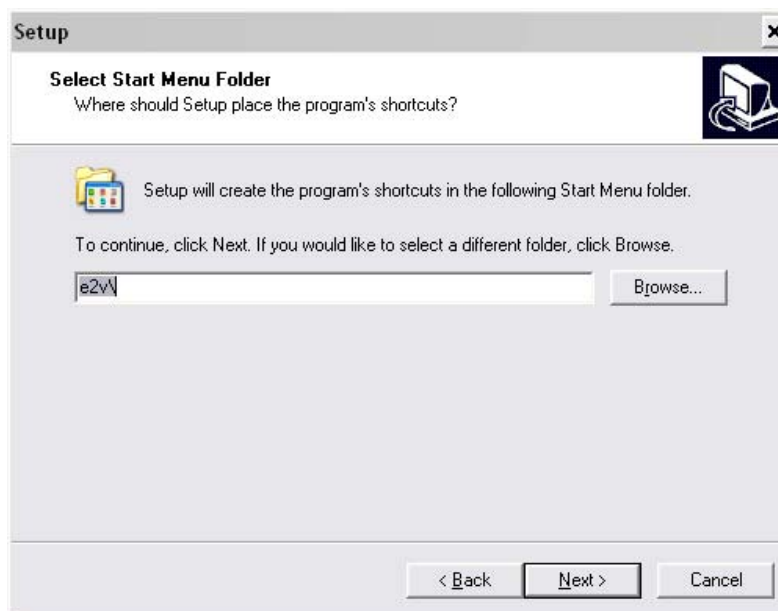 Setup
Select Start Menu Folder
Where should Setup place the program's shortcuts?
Setup will create the program's shortcuts in the following Start Menu folder.
To continue, click Next. If you would like to select a different folder, click Browse.
e2v\
Browse...
< Back
Next >
Cancel